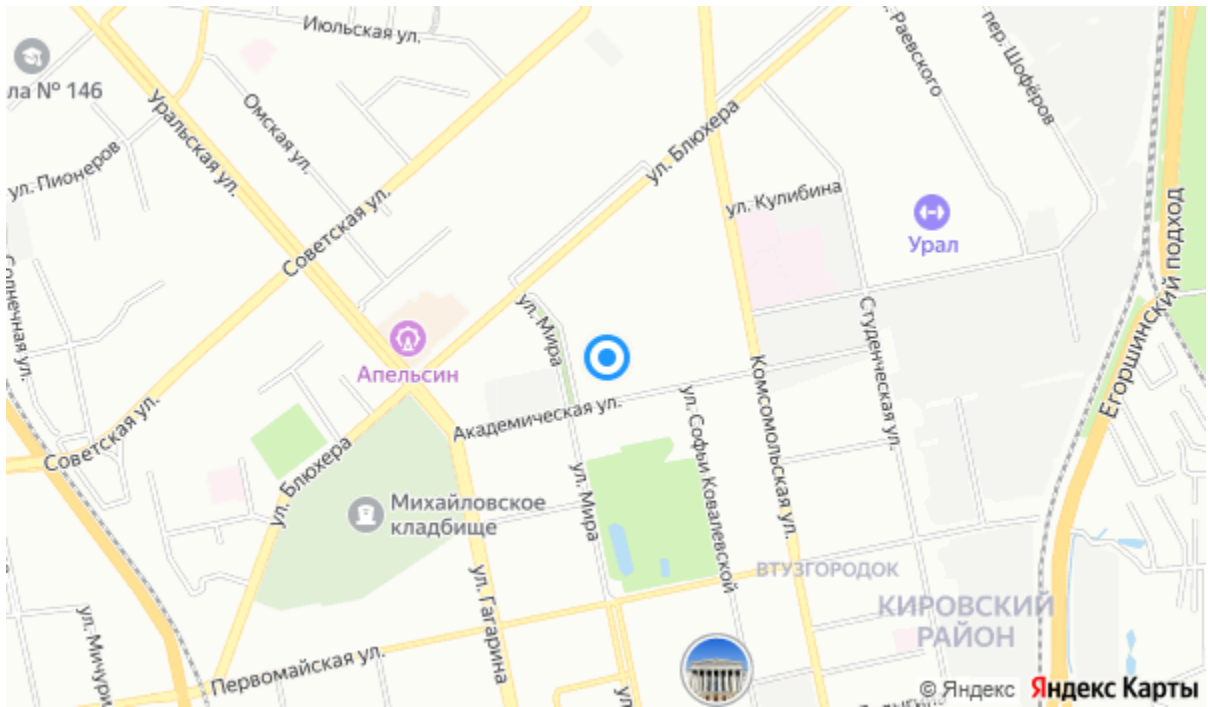 Июльская ул.
ла № 146
Омская ул.
Уральская ул.
ул. Пионеров
Советская ул.
ул. Блюхера
Раевского
пер. Шофёров
ул. Кулибина
Урал
Егоршинский подход
Солнечная ул.
Апельсин
ул. Мира
Студенческая ул.
Комсомольская ул.
Академическая ул.
ул. Софьи Ковалевской
Советская ул.
ул. Блюхера
Михайловское
кладбище
ул. Мира
ул. Гагарина
ВТУЗГОРОДОК
КИРОВСКИЙ
РАЙОН
ул. Мичури
Первомайская ул.
ул.
© Яндекс Яндекс Карты